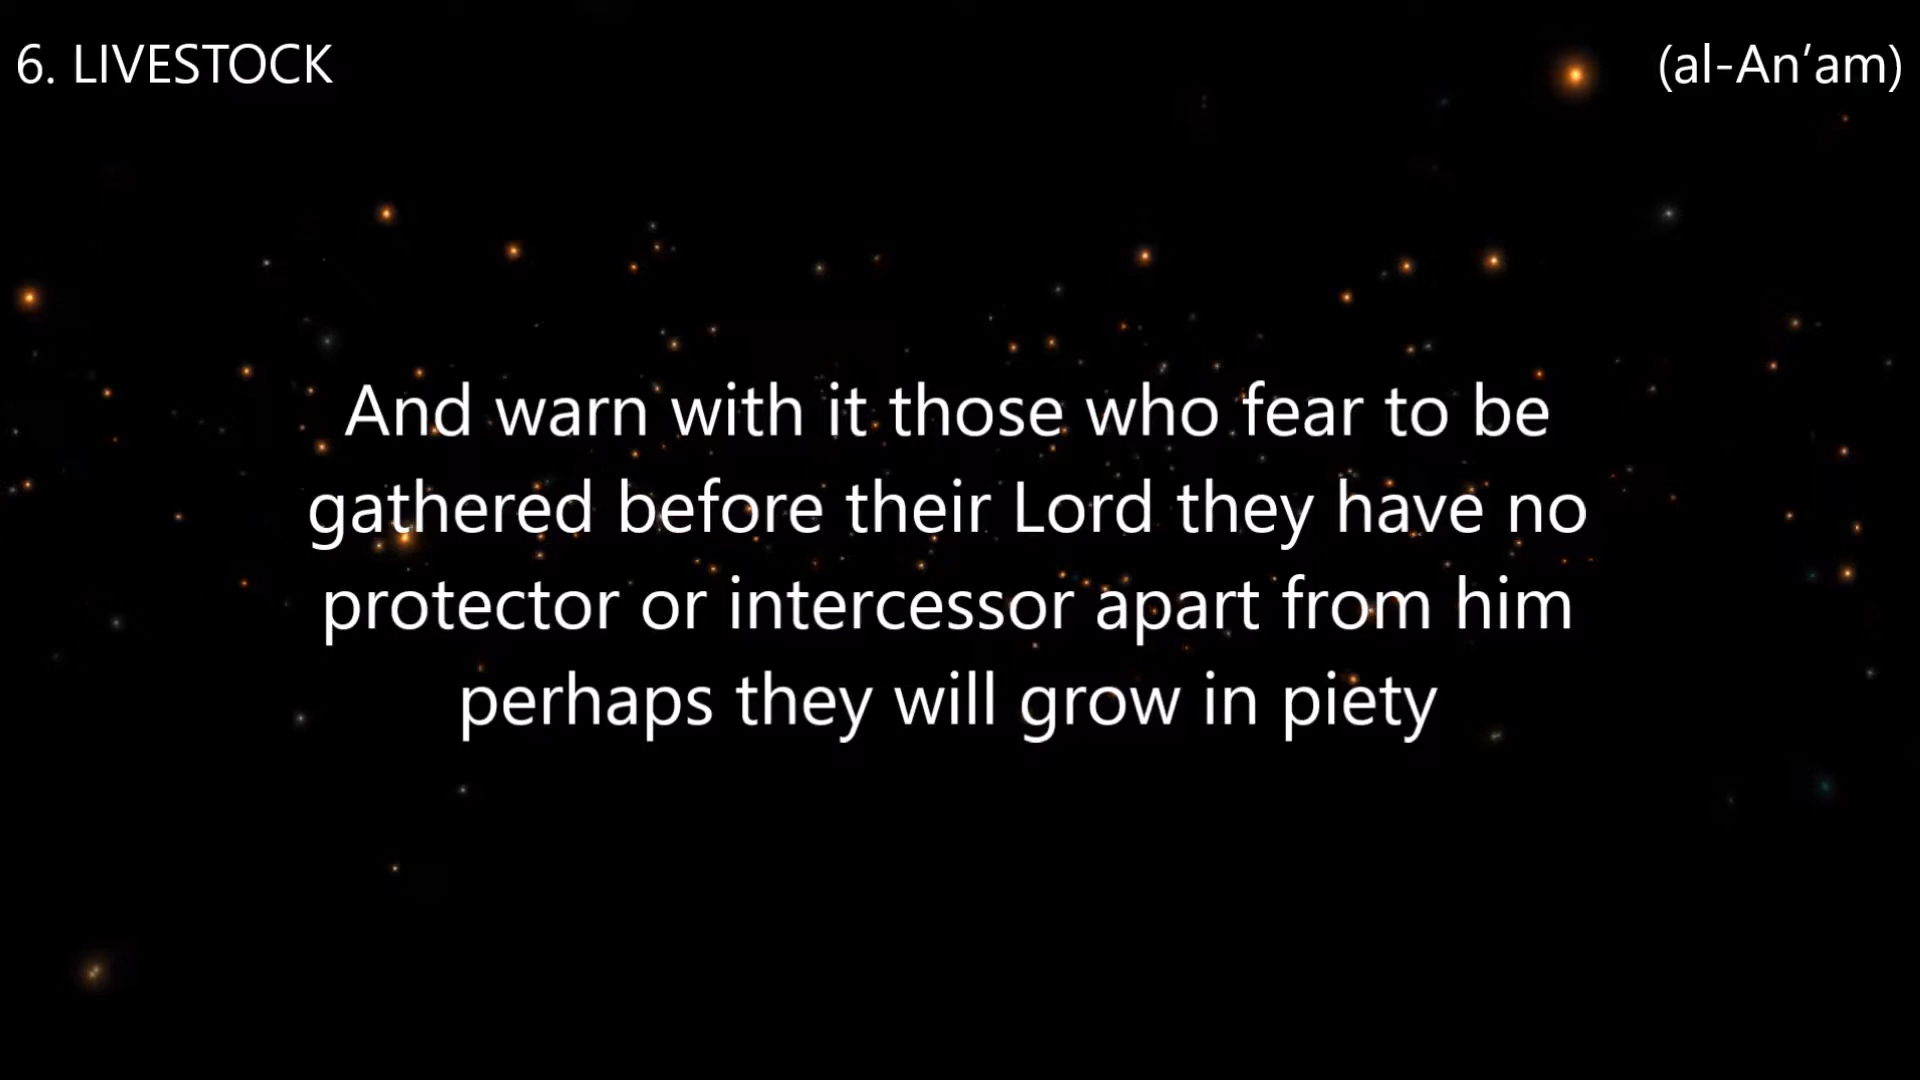 6. LIVESTOCK
(al-An’am)
And warn with it those who fear to be
gathered before their Lord they have no
protector or intercessor apart from him
perhaps they will grow in piety